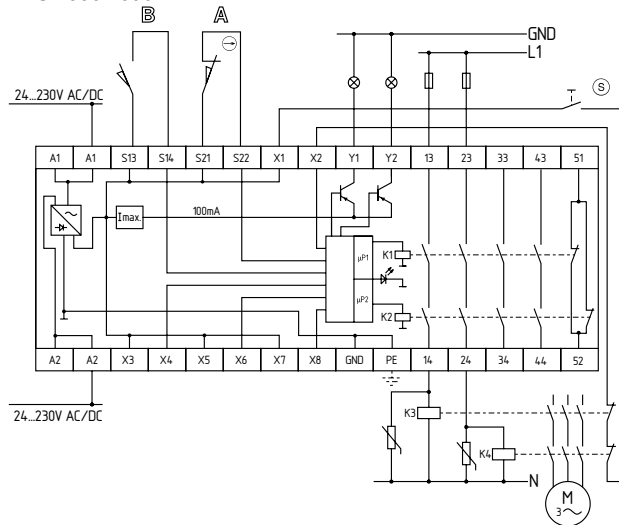 B
A
GND
L1
24...230V AC/DC
S
A1 A1 S13 S14 S21 S22 X1 X2 Y1 Y2 13 23 33 43 51
Imax.
100mA
µP1
K1
µP2
K2
A2 A2 X3 X4 X5 X6 X7 X8 GND PE 14 24 34 44 52
24...230V AC/DC
K3
K4
N
M
3~